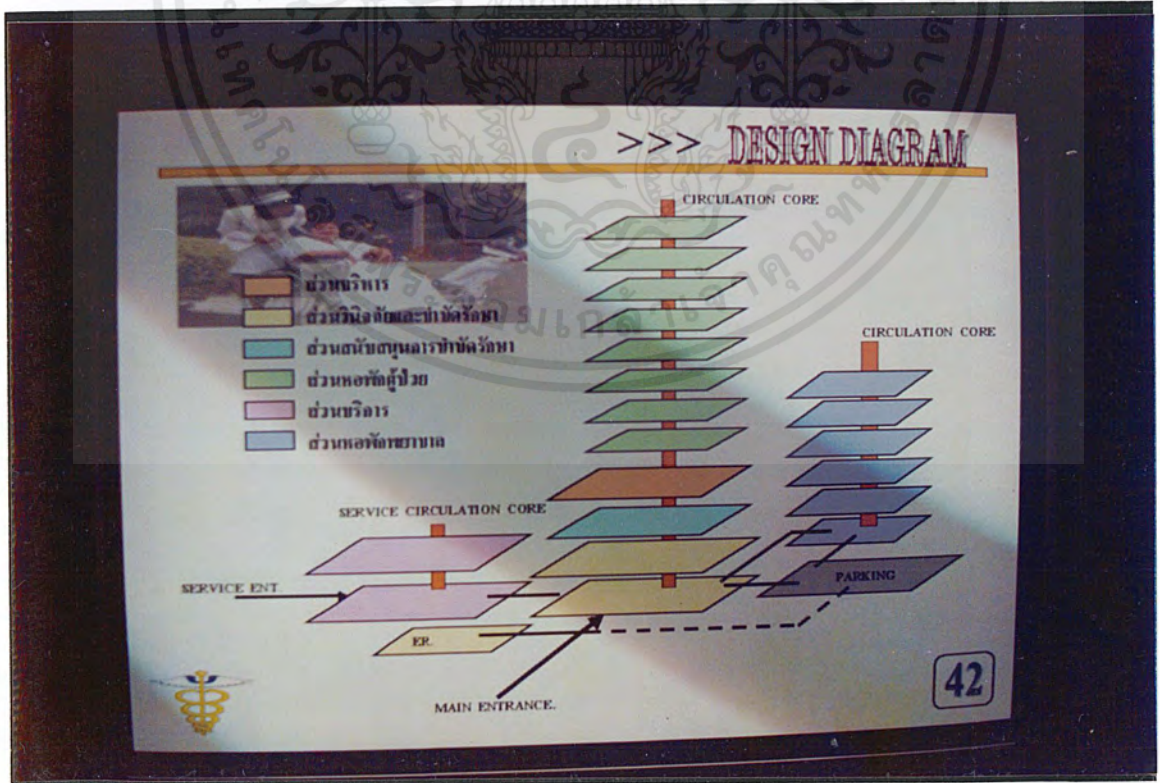 >>> DESIGN DIAGRAM
CIRCULATION CORE
CIRCULATION CORE
ส่วนบริหาร
ส่วนวินิจฉัยและบำบัดรักษา
ส่วนสนับสนุนการบำบัดรักษา
ส่วนหอพักผู้ป่วย
ส่วนบริการ
ส่วนหอพักพยาบาล
SERVICE CIRCULATION CORE
SERVICE ENT.
PARKING
ER.
MAIN ENTRANCE.
42